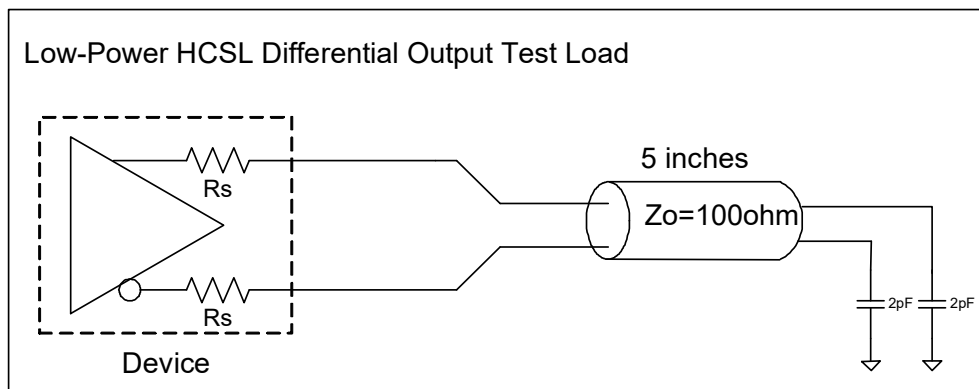 Low-Power HCSL Differential Output Test Load
5 inches
Rs
Zo=100ohm
Rs
2pF
2pF
Device